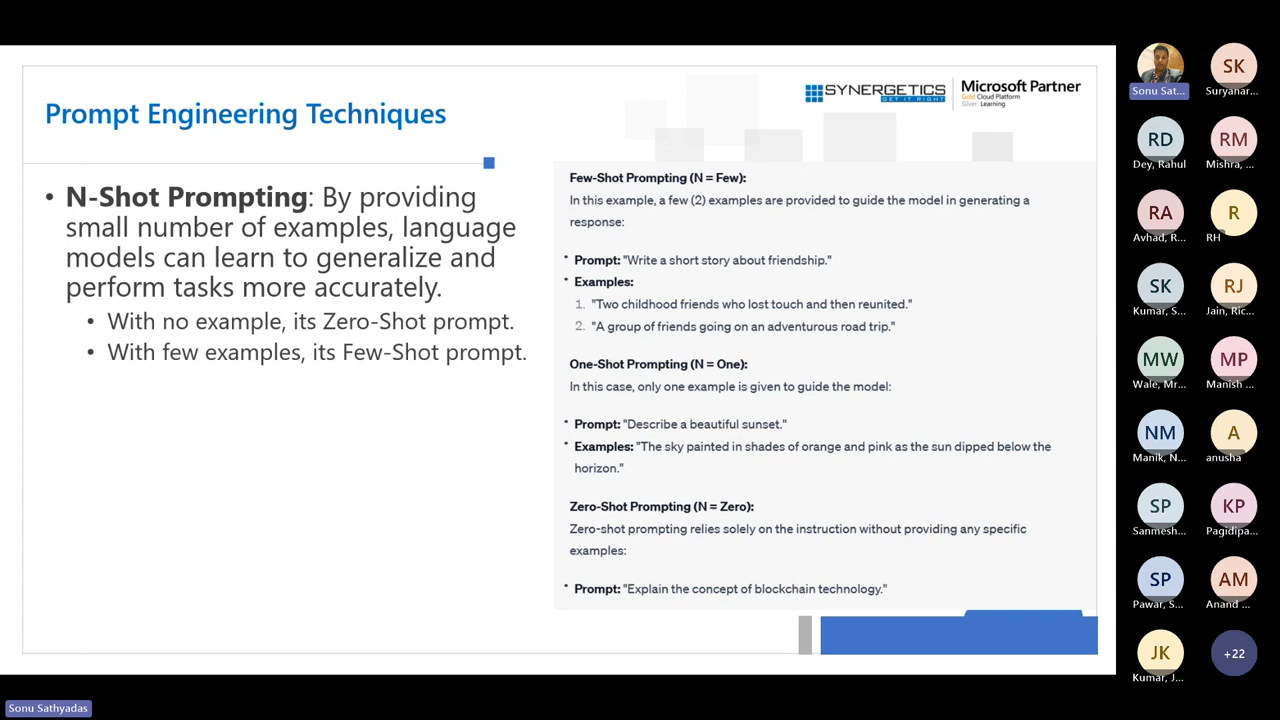 Prompt Engineering Techniques
SYNERGETICS
GET IT RIGHT
Microsoft Partner
Gold Cloud Platform
Silver Learning
• N-Shot Prompting: By providing
small number of examples, language
models can learn to generalize and
perform tasks more accurately.
• With no example, its Zero-Shot prompt.
• With few examples, its Few-Shot prompt.
Few-Shot Prompting (N = Few):
In this example, a few (2) examples are provided to guide the model in generating a
response:
• Prompt: "Write a short story about friendship."
• Examples:
1. "Two childhood friends who lost touch and then reunited."
2. "A group of friends going on an adventurous road trip."
One-Shot Prompting (N = One):
In this case, only one example is given to guide the model:
• Prompt: "Describe a beautiful sunset."
• Examples: "The sky painted in shades of orange and pink as the sun dipped below the
horizon."
Zero-Shot Prompting (N = Zero):
Zero-shot prompting relies solely on the instruction without providing any specific
examples:
• Prompt: "Explain the concept of blockchain technology."
Sonu Sat...
SK
Suryanar...
RD
Dey, Rahul
RM
Mishra, ...
RA
Avhad, R...
R
RH
SK
Kumar, S...
RJ
Jain, Ric...
MW
Wale, Mr...
MP
Manish ...
NM
Manik, N...
A
anusha
SP
Sanmesh...
KP
Pagidipa...
SP
Pawar, S...
AM
Anand ...
JK
Kumar, J...
+22
Sonu Sathyadas